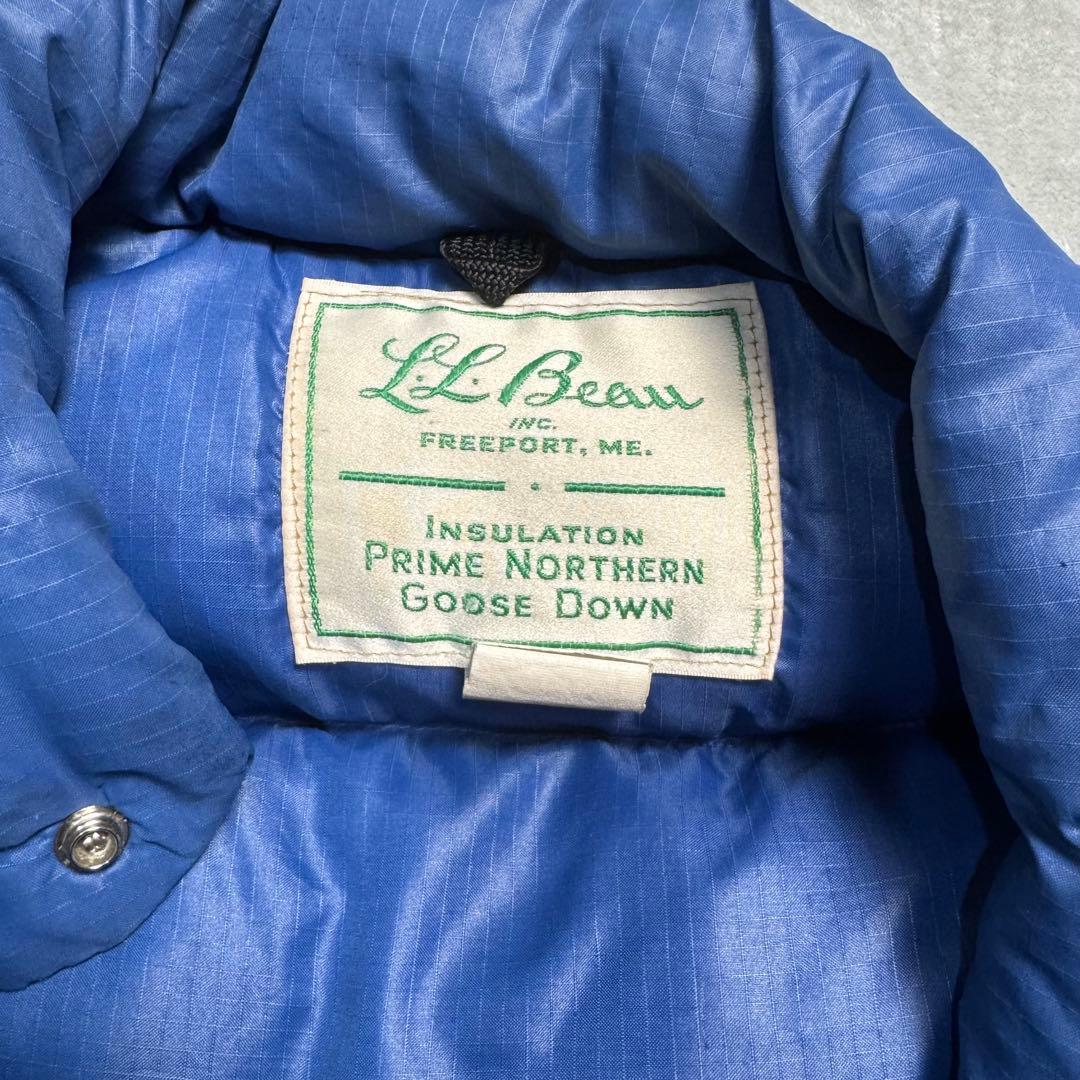 L.L. Bean
INC.
FREEPORT, ME.
INSULATION
PRIME NORTHERN
GOOSE DOWN